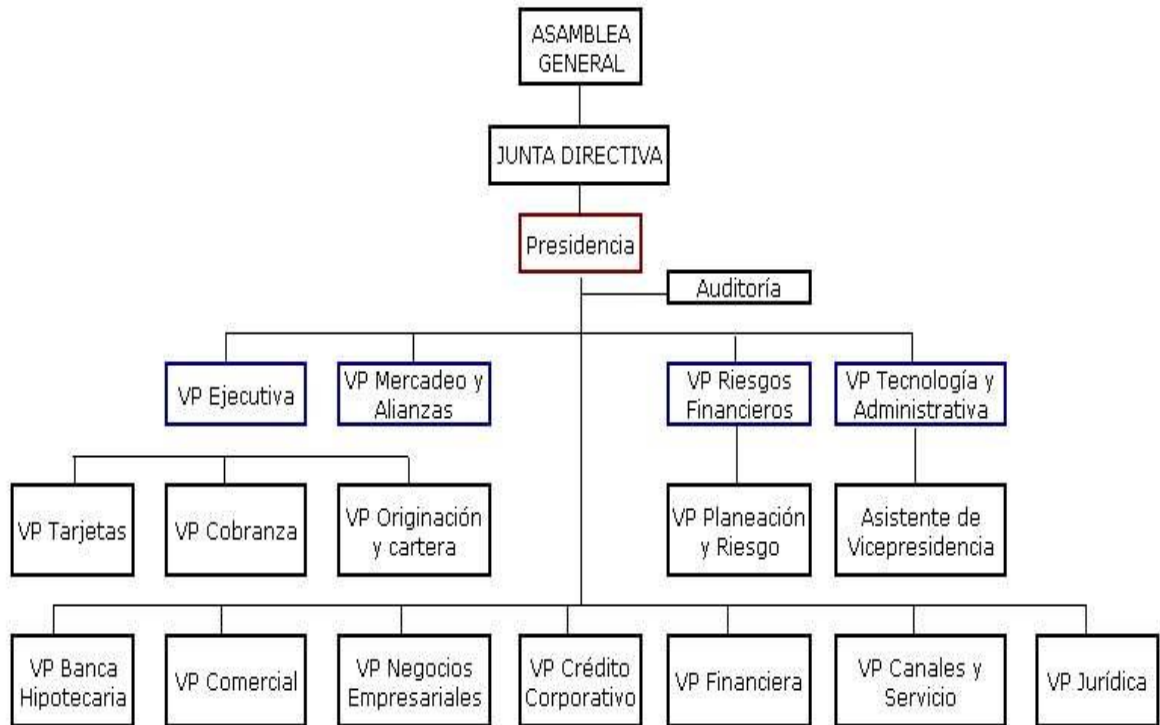 ASAMBLEA
GENERAL
JUNTA DIRECTIVA
Presidencia
Auditoría
VP Ejecutiva
VP Mercadeo y
Alianzas
VP Riesgos
Financieros
VP Tecnología y
Administrativa
VP Tarjetas
VP Cobranza
VP Originación
y cartera
VP Planeación
y Riesgo
Asistente de
Vicepresidencia
VP Banca
Hipotecaria
VP Comercial
VP Negocios
Empresariales
VP Crédito
Corporativo
VP Financiera
VP Canales y
Servicio
VP Jurídica